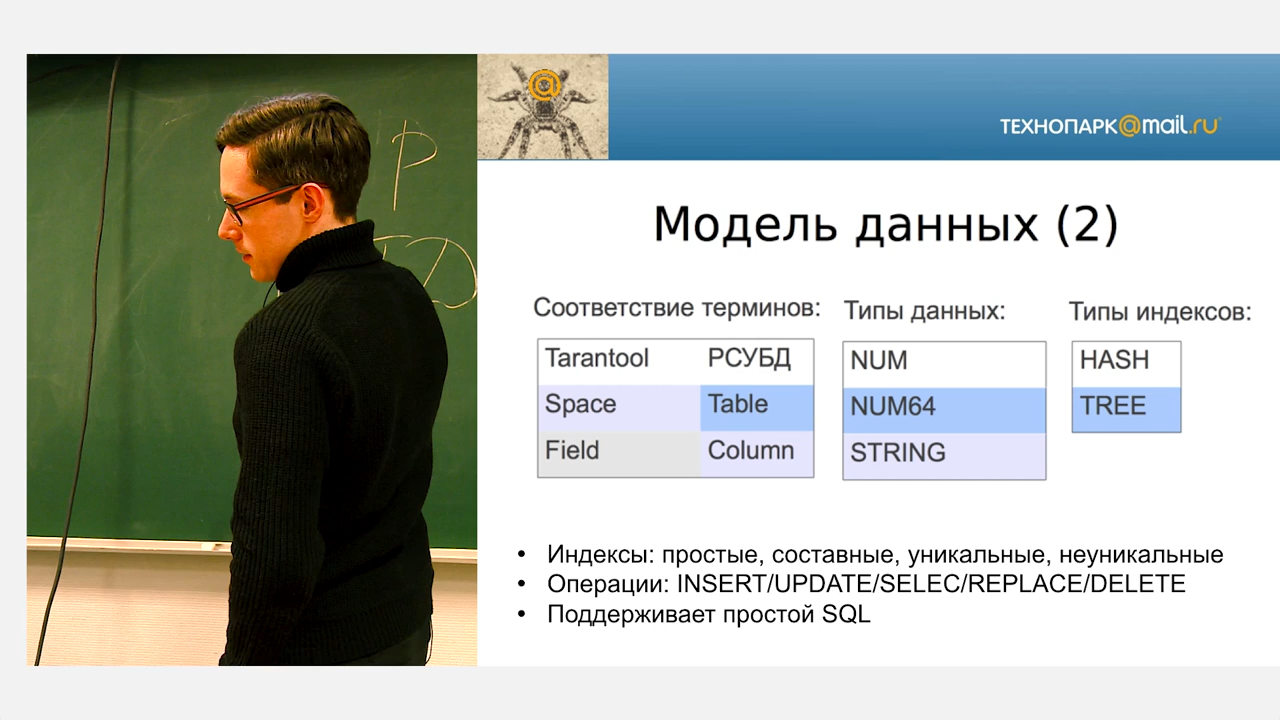 P
D
@
ТЕХНОПАРК@mail.ru
Модель данных (2)
Соответствие терминов:
Tarantool РСУБД
Space Table
Field Column
Типы данных:
NUM
NUM64
STRING
Типы индексов:
HASH
TREE
• Индексы: простые, составные, уникальные, неуникальные
• Операции: INSERT/UPDATE/SELEC/REPLACE/DELETE
• Поддерживает простой SQL